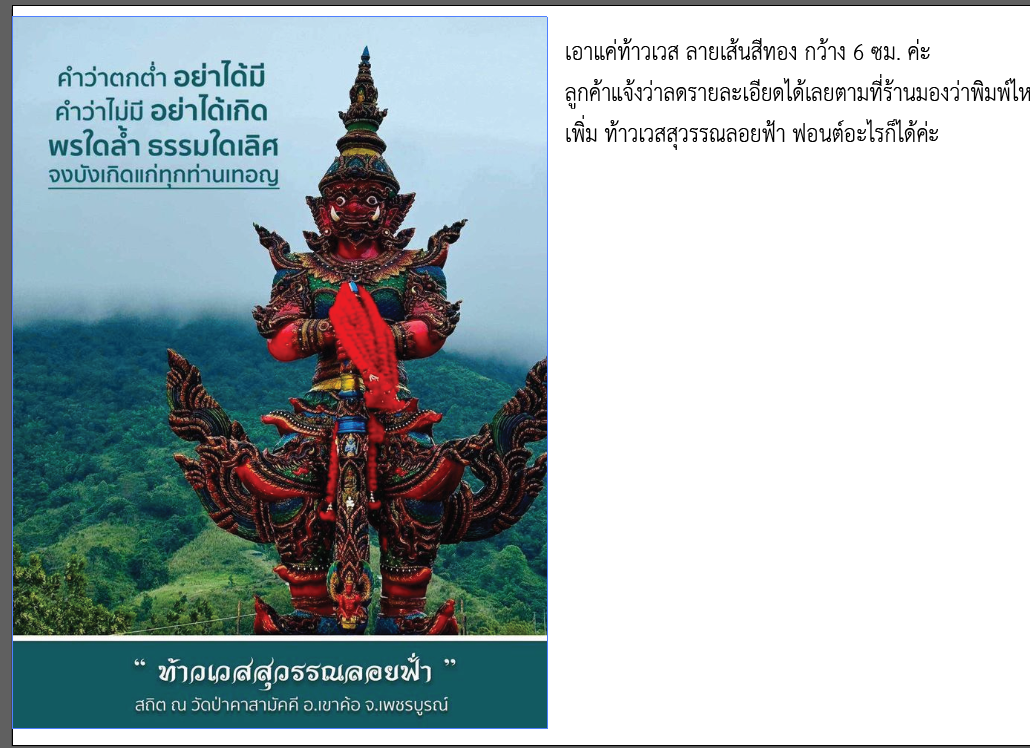 คำว่าตกต่ำ อย่าได้มี
คำว่าไม่มี อย่าได้เกิด
พรใดล้ำ ธรรมใดเลิศ
จงบังเกิดแก่ทุกท่านเทอญ
“ ท้าวเวสสุวรรณลอยฟ้า ”
สถิต ณ วัดป่าคาสามัคคี อ.เขาค้อ จ.เพชรบูรณ์
เอาแค่ท้าวเวส ลายเส้นสีทอง กว้าง 6 ซม. ค่ะ
ลูกค้าแจ้งว่าลดรายละเอียดได้เลยตามที่ร้านมองว่าพิมพ์
เพิ่ม ท้าวเวสสุวรรณลอยฟ้า ฟอนต์อะไรก็ได้ค่ะ